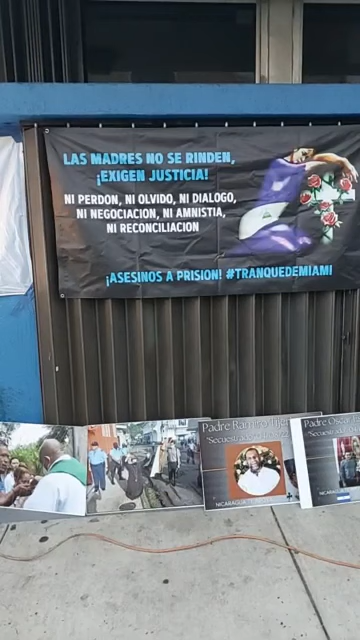 LAS MADRES NO SE RINDEN,
¡EXIGEN JUSTICIA!
NI PERDON, NI OLVIDO, NI DIALOGO,
NI NEGOCIACION, NI AMNISTIA,
NI RECONCILIACION
¡ASESINOS A PRISION! #TRANQUEDEMIAMI
Padre Ramiro
Padre Oscar
"Secuestrado
"Secuestrado
NICARAGUA